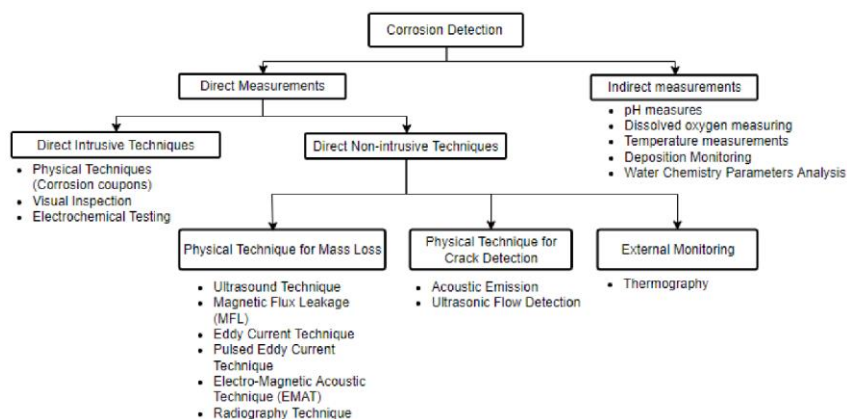 Corrosion Detection
Direct Measurements
Indirect measurements
• pH measures
• Dissolved oxygen measuring
• Temperature measurements
• Deposition Monitoring
• Water Chemistry Parameters Analysis
Direct Intrusive Techniques
• Physical Techniques
(Corrosion coupons)
• Visual Inspection
• Electrochemical Testing
Direct Non-intrusive Techniques
Physical Technique for Mass Loss
• Ultrasound Technique
• Magnetic Flux Leakage
(MFL)
• Eddy Current Technique
• Pulsed Eddy Current
Technique
• Electro-Magnetic Acoustic
Technique (EMAT)
• Radiography Technique
Physical Technique for
Crack Detection
• Acoustic Emission
• Ultrasonic Flow Detection
External Monitoring
• Thermography